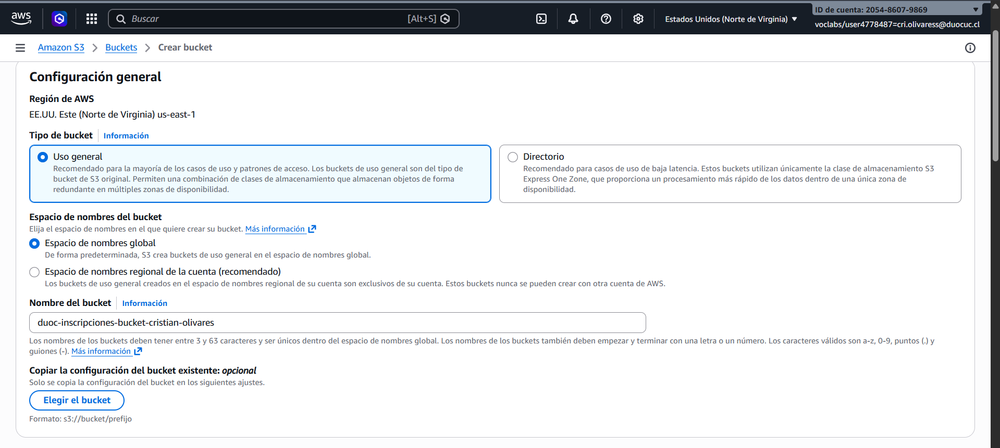 aws
Buscar
[Alt+S]
Estados Unidos (Norte de Virginia)
ID de cuenta: 2054-8607-9869
voclabs/user4778487=cri.olivaress@duocuc.cl
Amazon S3 > Buckets > Crear bucket
Configuración general
Región de AWS
EE.UU. Este (Norte de Virginia) us-east-1
Tipo de bucket
Información
Uso general
Recomendado para la mayoría de los casos de uso y patrones de acceso. Los buckets de uso general son del tipo de
bucket de S3 original. Permiten una combinación de clases de almacenamiento que almacenan objetos de forma
redundante en múltiples zonas de disponibilidad.
Directorio
Recomendado para casos de uso de baja latencia. Estos buckets utilizan únicamente la clase de almacenamiento S3
Express One Zone, que proporciona un procesamiento más rápido de los datos dentro de una única zona de
disponibilidad.
Espacio de nombres del bucket
Elija el espacio de nombres en el que quiere crear su bucket. Más información
Espacio de nombres global
De forma predeterminada, S3 crea buckets de uso general en el espacio de nombres global.
Espacio de nombres regional de la cuenta (recomendado)
Los buckets de uso general creados en el espacio de nombres regional de su cuenta son exclusivos de su cuenta. Estos buckets nunca se pueden crear con otra cuenta de AWS.
Nombre del bucket
Información
duoc-inscripciones-bucket-cristian-olivares
Los nombres de los buckets deben tener entre 3 y 63 caracteres y ser únicos dentro del espacio de nombres global. Los nombres de los buckets también deben empezar y terminar con una letra o un número. Los caracteres válidos son a-z, 0-9, puntos (.) y
guiones (-). Más información
Copiar la configuración del bucket existente: opcional
Solo se copia la configuración del bucket en los siguientes ajustes.
Elegir el bucket
Formato: s3://bucket/prefijo